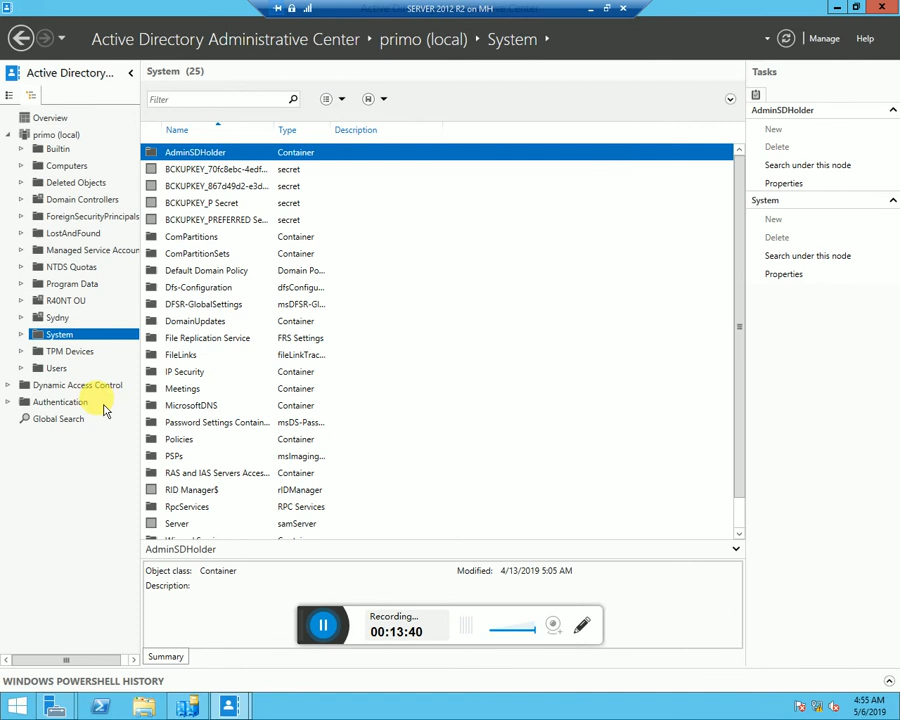 SERVER 2012 R2 on MH
Active Directory Administrative Center primo (local) System
Manage Help
Active Directory...
Overview
primo (local)
Builtin
Computers
Deleted Objects
Domain Controllers
ForeignSecurityPrincipals
LostAndFound
Managed Service Accoun
NTDS Quotas
Program Data
R40NT OU
Sydny
System
TPM Devices
Users
Dynamic Access Control
Authentication
Global Search
System (25)
Filter
Name Type Description
AdminSDHolder Container
BCKUPKEY_70fc8ebc-4edf... secret
BCKUPKEY_867d49d2-e3d... secret
BCKUPKEY_P Secret secret
BCKUPKEY_PREFERRED Se... secret
ComPartitions Container
ComPartitionSets Container
Default Domain Policy Domain Po...
Dfs-Configuration dfsConfigu...
DFSR-GlobalSettings msDFSR-Gl...
DomainUpdates Container
File Replication Service FRS Settings
FileLinks fileLinkTrac...
IP Security Container
Meetings Container
MicrosoftDNS Container
Password Settings Contain... msDS-Pass...
Policies Container
PSPs msImaging...
RAS and IAS Servers Acces... Container
RID Manager$ rIDManager
RpcServices RPC Services
Server samServer
AdminSDHolder
Object class: Container Modified: 4/13/2019 5:05 AM
Description:
Recording...
00:13:40
Summary
Tasks
AdminSDHolder
New
Delete
Search under this node
Properties
System
New
Delete
Search under this node
Properties
WINDOWS POWERSHELL HISTORY
4:55 AM
5/6/2019